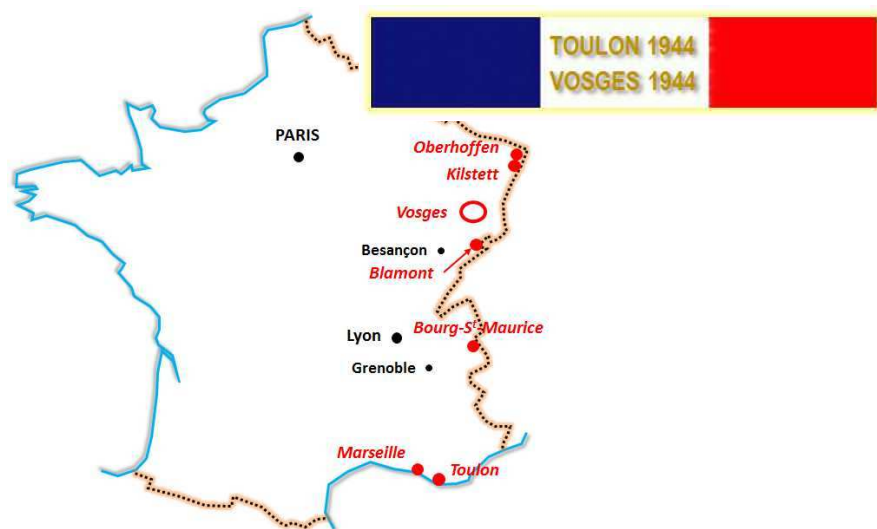 TOULON 1944
VOSGES 1944
PARIS
Oberhoffen
Kilstett
Vosges
Besançon
Blamont
Bourg-St Maurice
Lyon
Grenoble
Marseille
Toulon